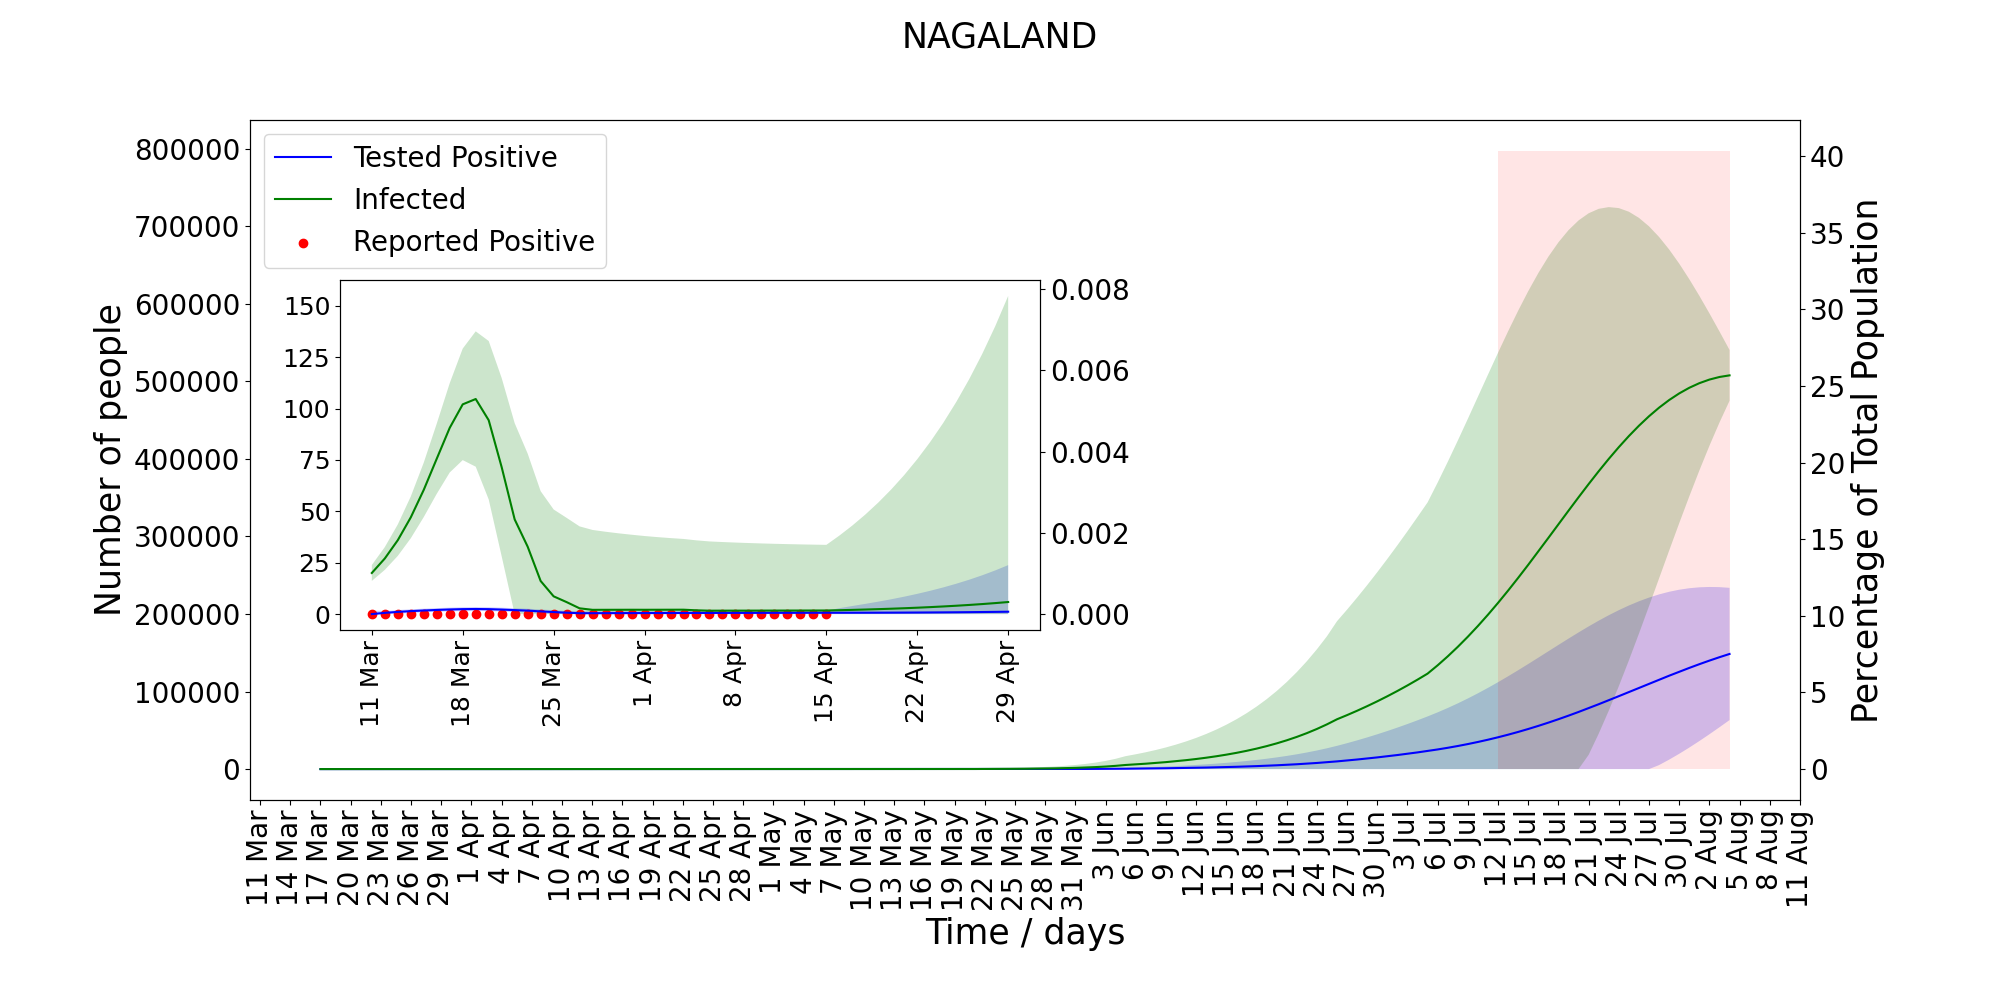 NAGALAND
Tested Positive
Infected
Reported Positive
Number of people
800000
700000
600000
500000
400000
300000
200000
100000
0
150
125
100
75
50
25
0
0.008
0.006
0.004
0.002
0.000
11 Mar
18 Mar
25 Mar
1 Apr
8 Apr
15 Apr
22 Apr
29 Apr
40
35
30
25
20
15
10
5
0
Percentage of Total Population
11 Mar
14 Mar
17 Mar
20 Mar
23 Mar
26 Mar
29 Mar
1 Apr
4 Apr
7 Apr
10 Apr
13 Apr
16 Apr
19 Apr
22 Apr
25 Apr
28 Apr
1 May
4 May
7 May
10 May
13 May
16 May
19 May
22 May
25 May
28 May
31 May
3 Jun
6 Jun
9 Jun
12 Jun
15 Jun
18 Jun
21 Jun
24 Jun
27 Jun
30 Jun
3 Jul
6 Jul
9 Jul
12 Jul
15 Jul
18 Jul
21 Jul
24 Jul
27 Jul
30 Jul
2 Aug
5 Aug
8 Aug
11 Aug
Time / days